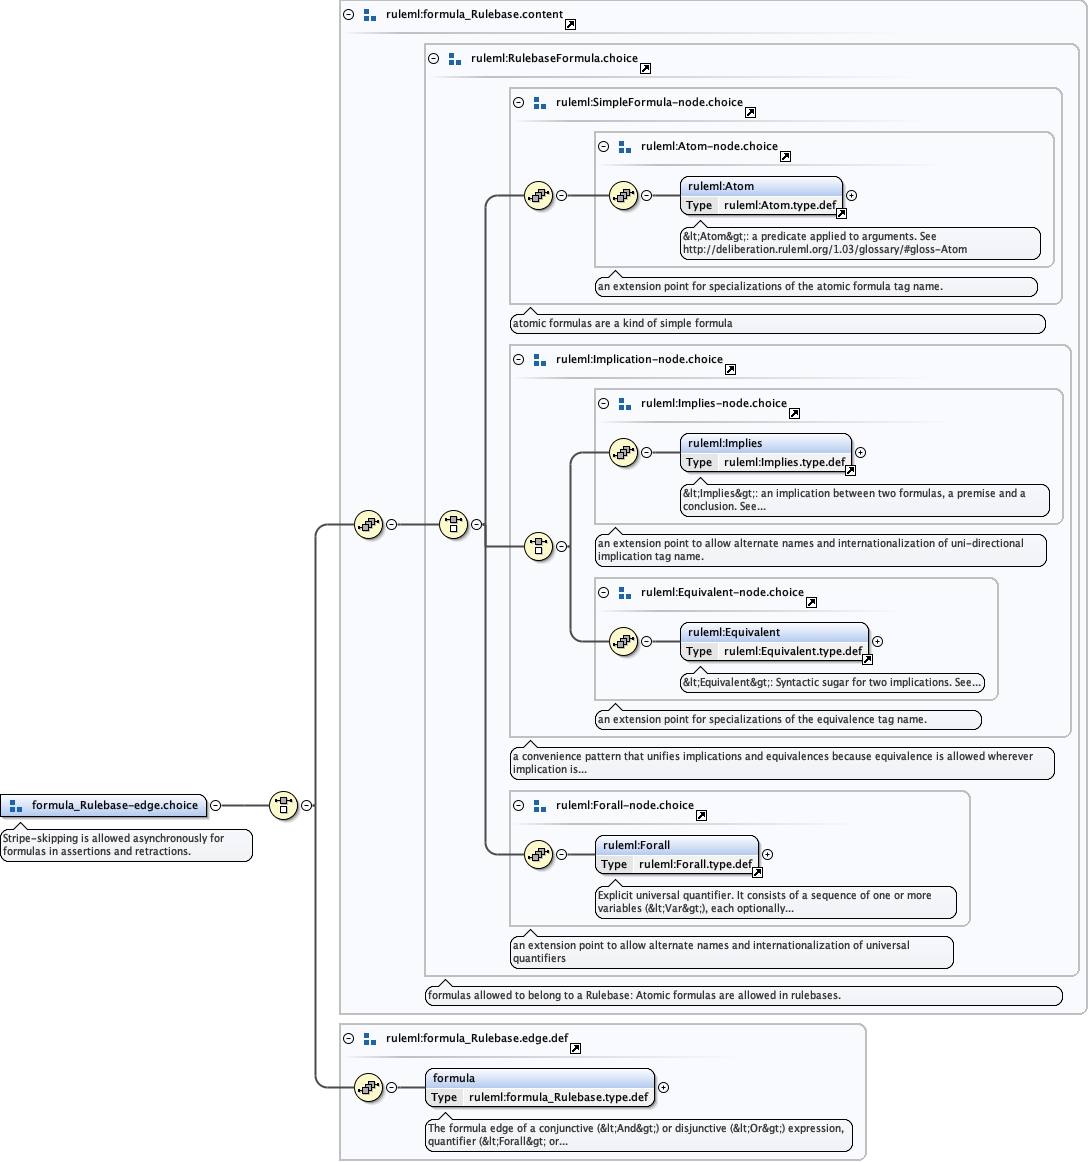 ruleml:formula_Rulebase.content
ruleml:RulebaseFormula.choice
ruleml:SimpleFormula-node.choice
ruleml:Atom-node.choice
ruleml:Atom
Type ruleml:Atom.type.def
&lt;Atom&gt;: a predicate applied to arguments. See
http://deliberation.ruleml.org/1.03/glossary/#gloss-Atom
an extension point for specializations of the atomic formula tag name.
atomic formulas are a kind of simple formula
ruleml:Implication-node.choice
ruleml:Implies-node.choice
ruleml:Implies
Type ruleml:Implies.type.def
&lt;Implies&gt;: an implication between two formulas, a premise and a
conclusion. See...
an extension point to allow alternate names and internationalization of uni-directional
implication tag name.
ruleml:Equivalent-node.choice
ruleml:Equivalent
Type ruleml:Equivalent.type.def
&lt;Equivalent&gt;: Syntactic sugar for two implications. See...
an extension point for specializations of the equivalence tag name.
a convenience pattern that unifies implications and equivalences because equivalence is allowed wherever
implication is...
formula_Rulebase-edge.choice
Stripe-skipping is allowed asynchronously for
formulas in assertions and retractions.
ruleml:Forall-node.choice
ruleml:Forall
Type ruleml:Forall.type.def
Explicit universal quantifier. It consists of a sequence of one or more
variables (&lt;Var&gt;), each optionally...
an extension point to allow alternate names and internationalization of universal
quantifiers
formulas allowed to belong to a Rulebase: Atomic formulas are allowed in rulebases.
ruleml:formula_Rulebase.edge.def
formula
Type ruleml:formula_Rulebase.type.def
The formula edge of a conjunctive (&lt;And&gt;) or disjunctive (&lt;Or&gt;) expression,
quantifier (&lt;Forall&gt; or...